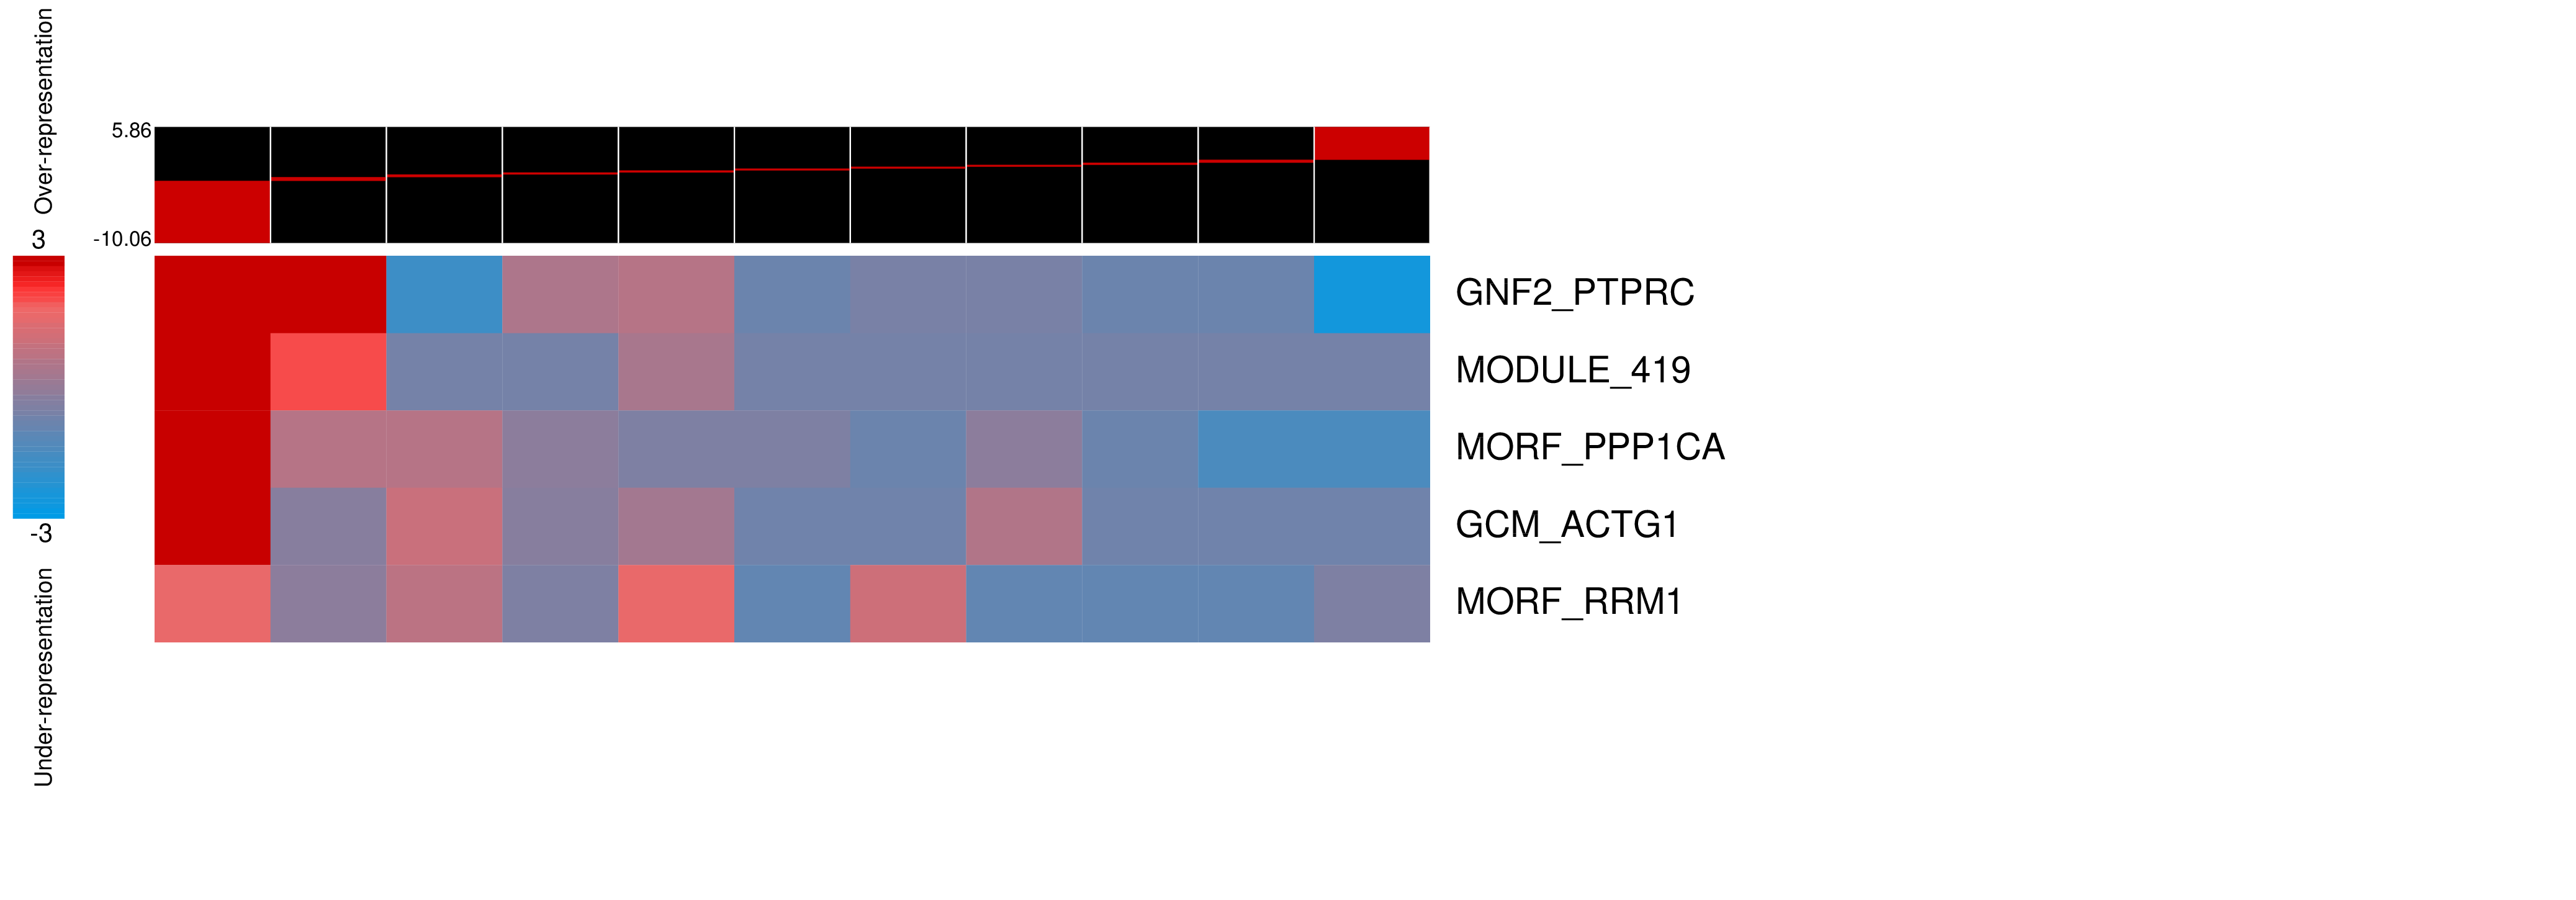 Over-representation
3
-3
Under-representation
5.86
-10.06
GNF2_PTPRC
MODULE_419
MORF_PPP1CA
GCM_ACTG1
MORF_RRM1